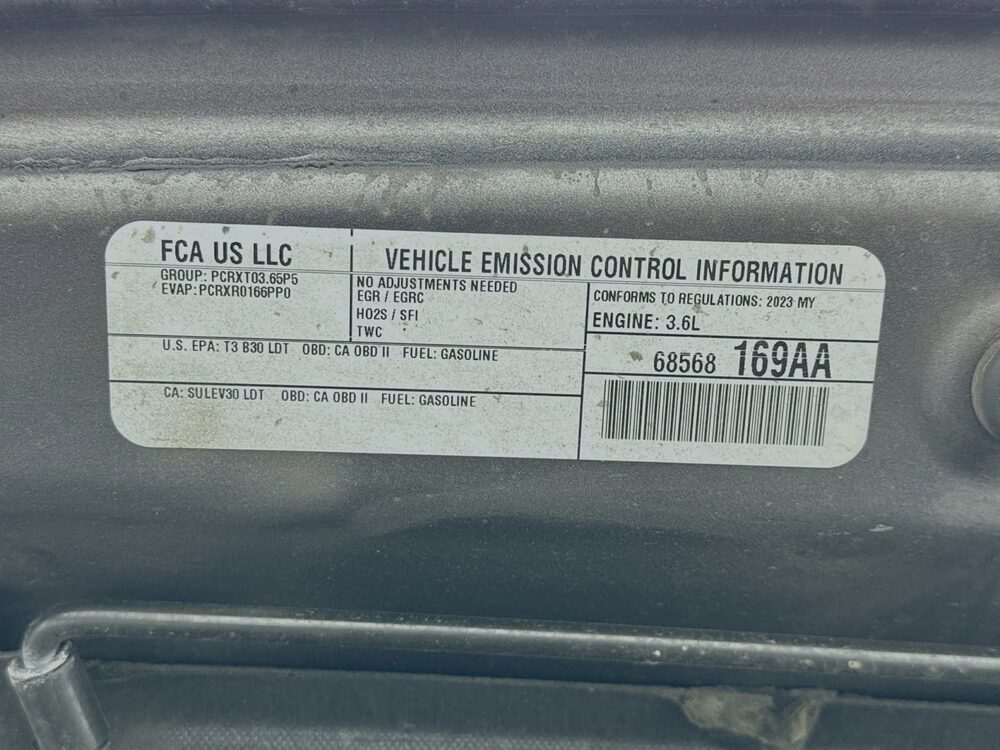 FCA US LLC
GROUP: PCRXT03.65P5
EVAP:PCRXR0166PP0
VEHICLE EMISSION CONTROL INFORMATION
NO ADJUSTMENTS NEEDED
EGR / EGRC
HO2S / SFI
TWC
CONFORMS TO REGULATIONS: 2023 MY
ENGINE: 3.6L
U.S. EPA: T3 B30 LDT OBD: CA OBD II FUEL: GASOLINE
68568 169AA
CA: SULEV30 LDT OBD: CA OBD II FUEL: GASOLINE